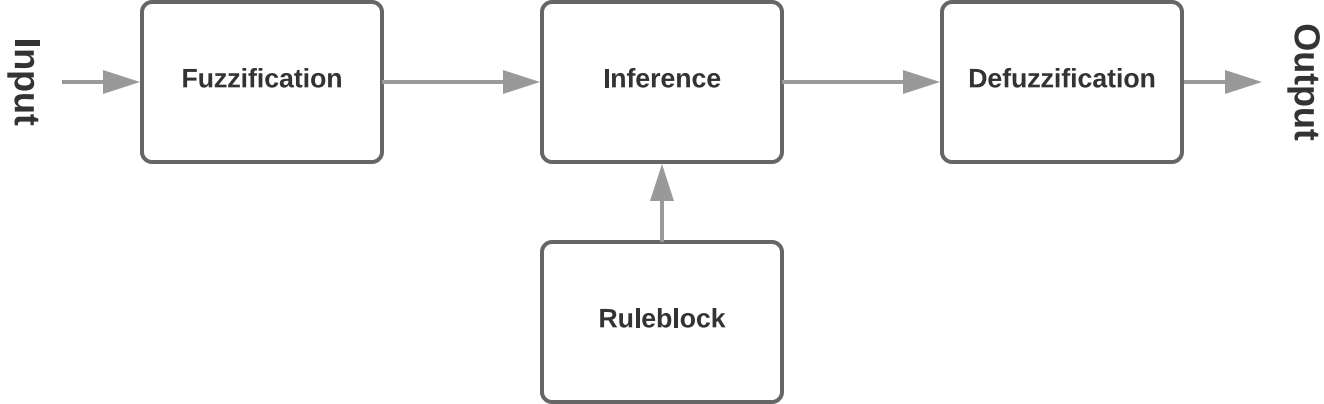 Input
Fuzzification
Inference
Defuzzification
Output
Ruleblock